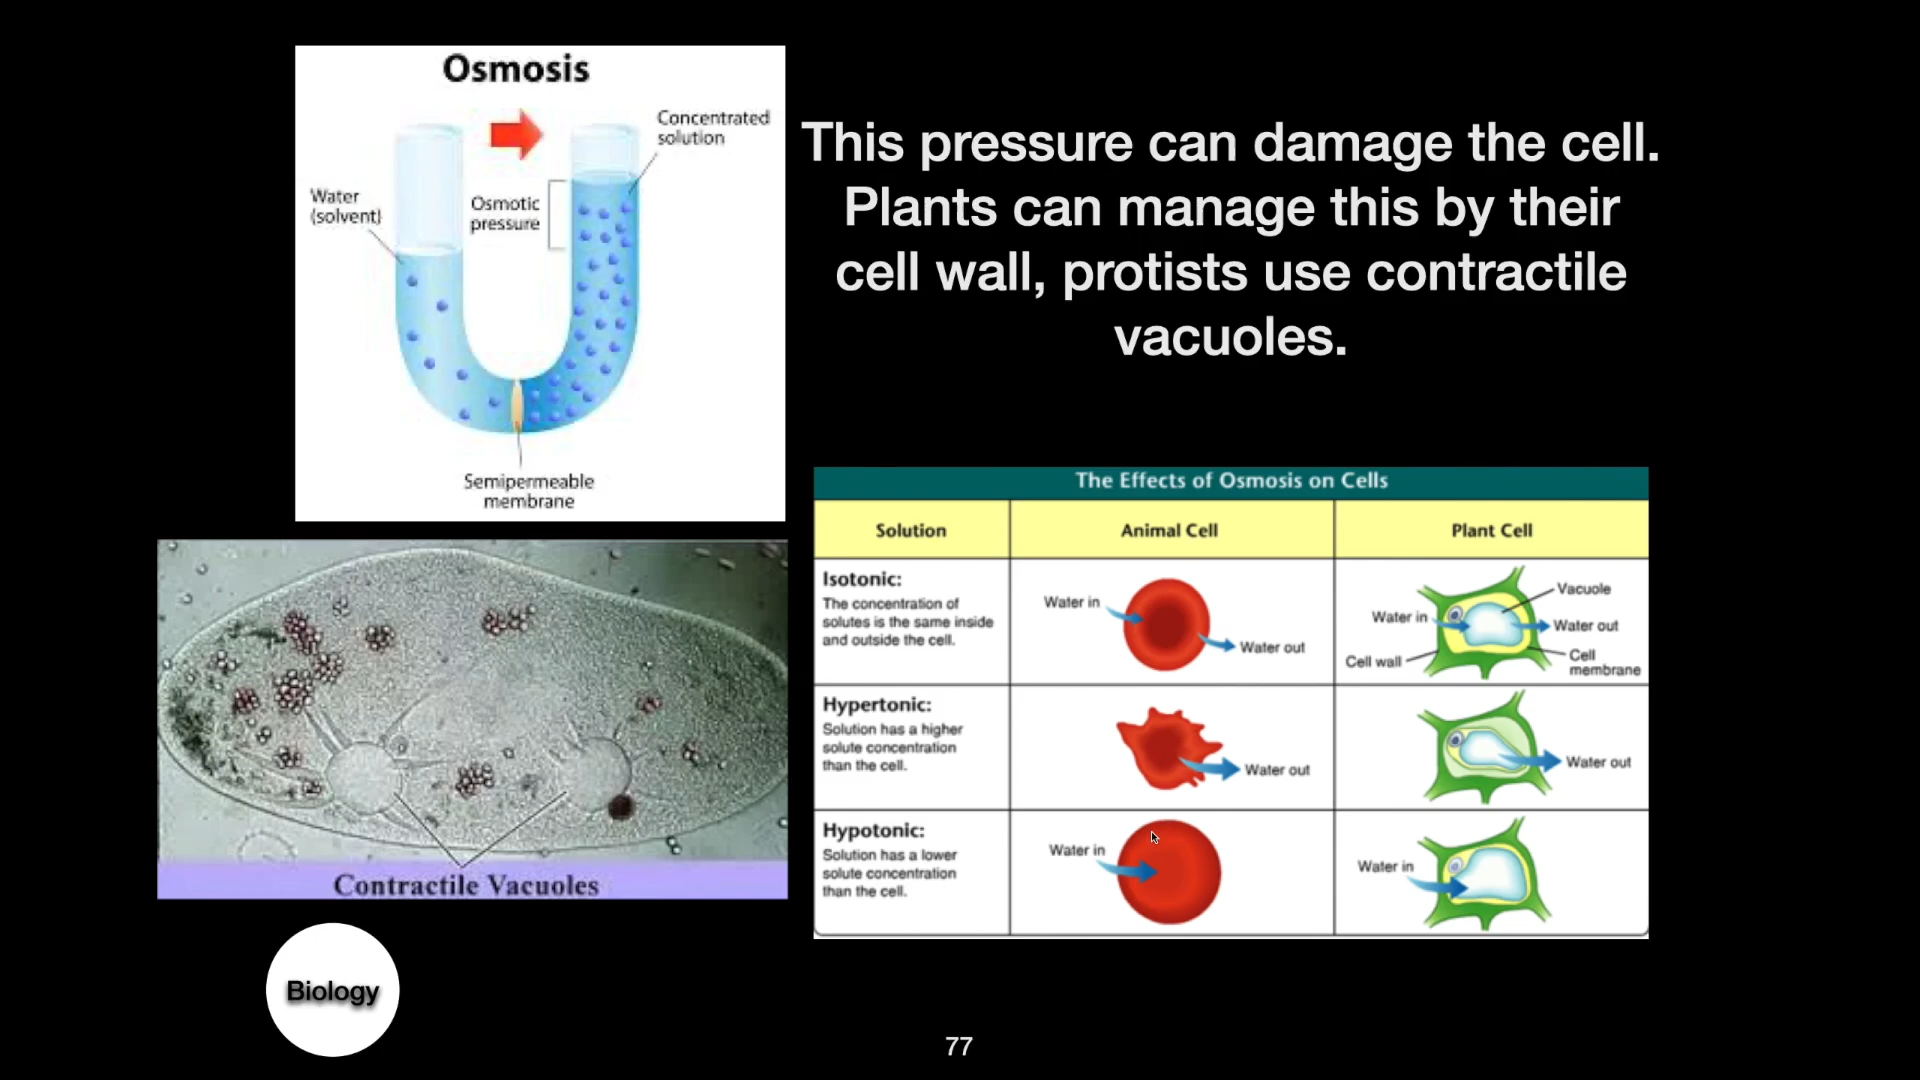 Osmosis
Concentrated
solution
Water
(solvent)
Osmotic
pressure
Semipermeable
membrane
This pressure can damage the cell.
Plants can manage this by their
cell wall, protists use contractile
vacuoles.
Contractile Vacuoles
The Effects of Osmosis on Cells
Solution
Animal Cell
Plant Cell
Isotonic:
The concentration of
solutes is the same inside
and outside the cell.
Water in
Water out
Water in
Vacuole
Water out
Cell wall
Cell
membrane
Hypertonic:
Solution has a higher
solute concentration
than the cell.
Water out
Water out
Hypotonic:
Solution has a lower
solute concentration
than the cell.
Water in
Water in
Biology
77